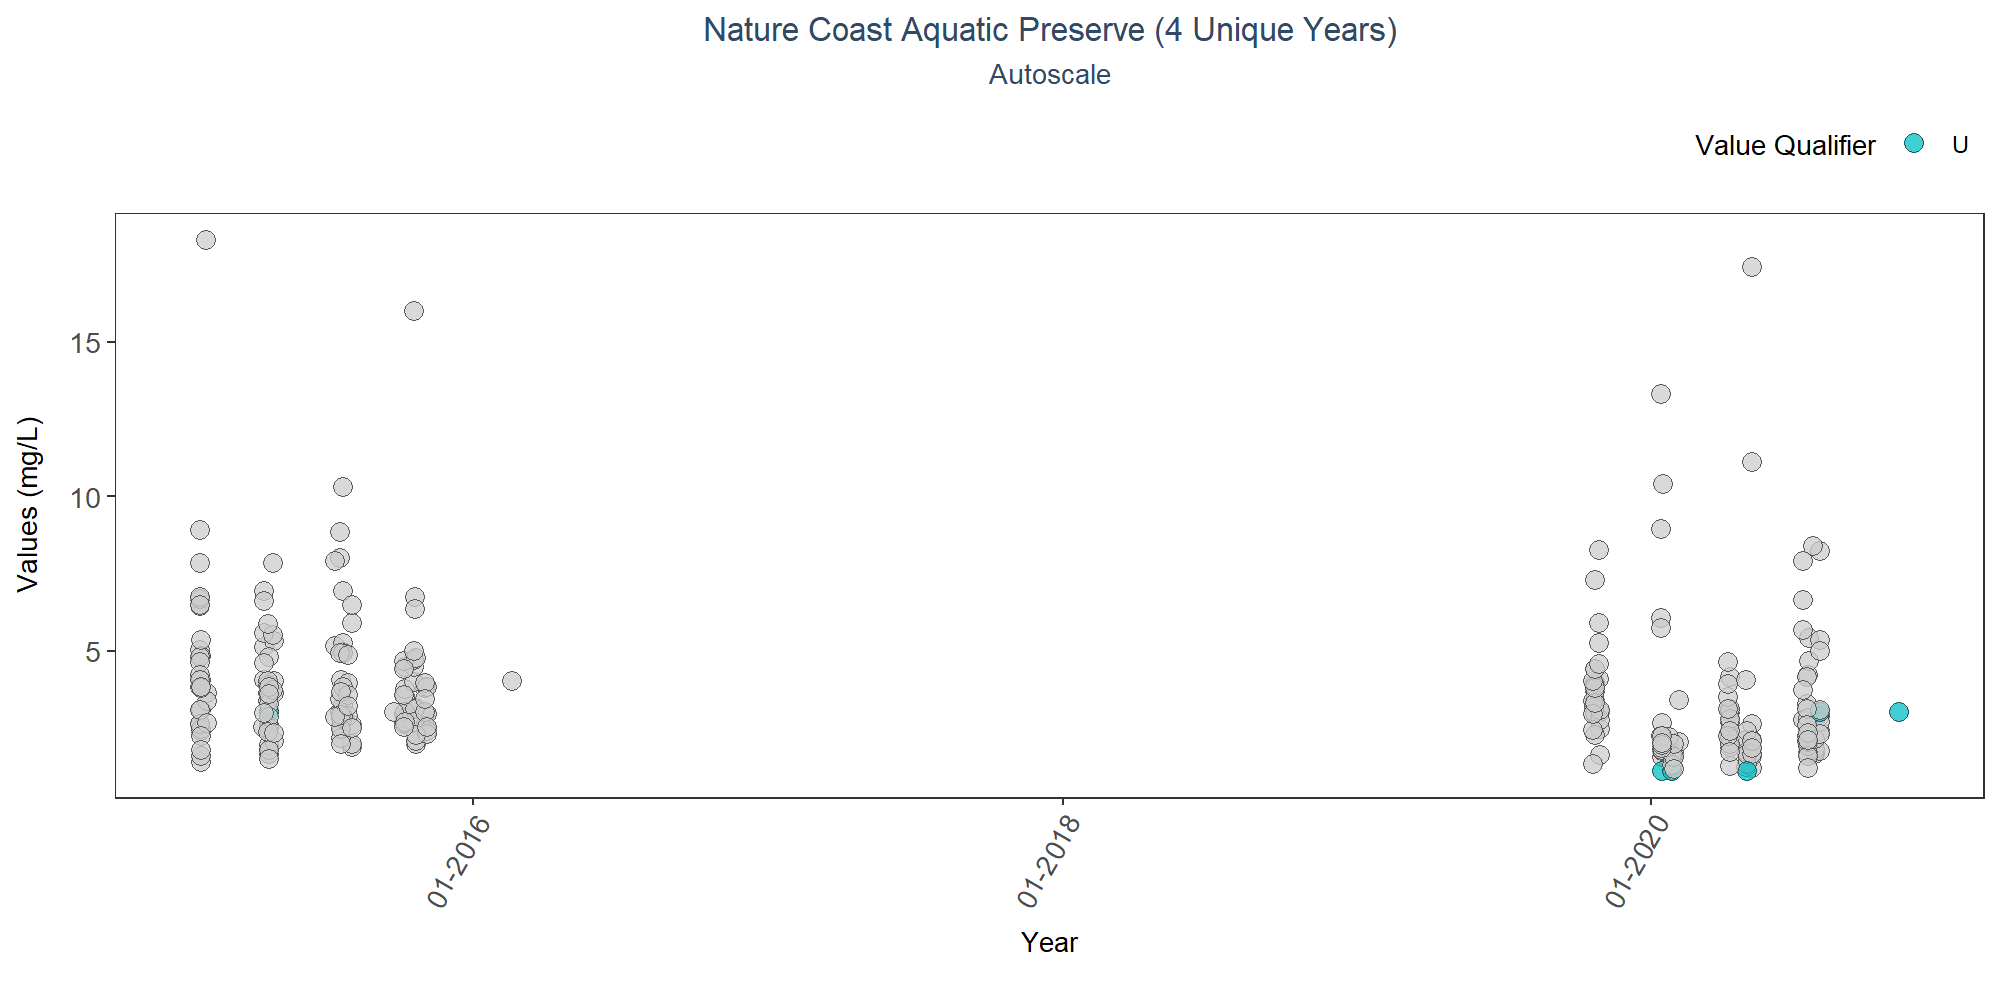 Nature Coast Aquatic Preserve (4 Unique Years)
Autoscale
Value Qualifier U
15
10
5
Values (mg/L)
01-2016
01-2018
01-2020
Year